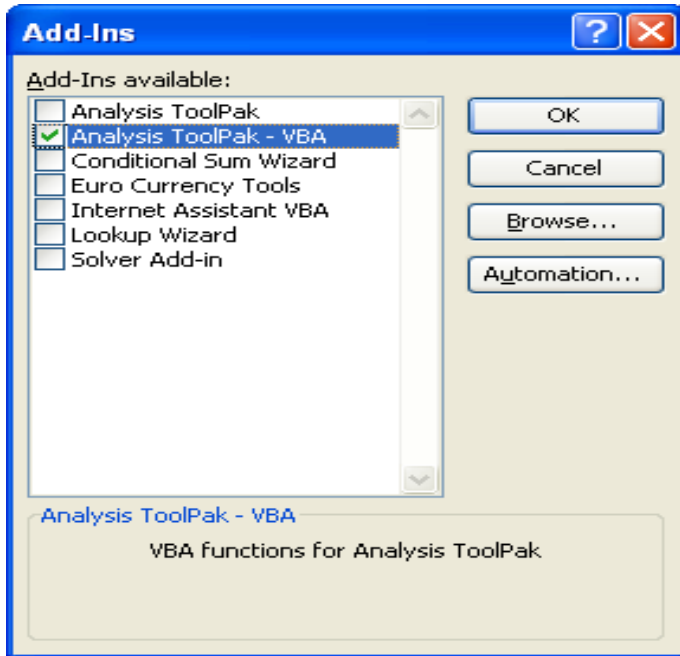 Add-Ins
?
Add-Ins available:
Analysis ToolPak
Analysis ToolPak - VBA
Conditional Sum Wizard
Euro Currency Tools
Internet Assistant VBA
Lookup Wizard
Solver Add-in
OK
Cancel
Browse...
Automation...
Analysis ToolPak - VBA
VBA functions for Analysis ToolPak